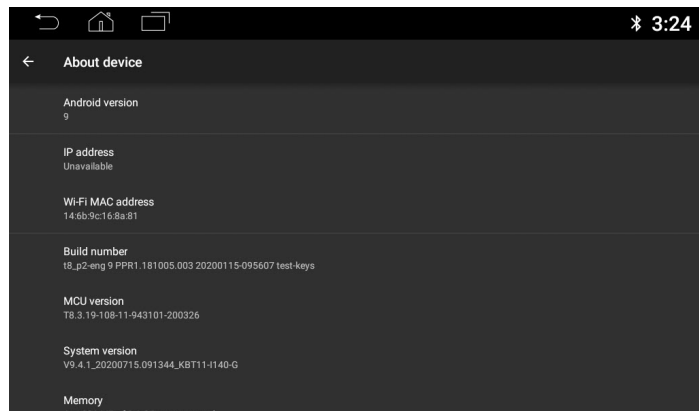 3:24
About device
Android version
9
IP address
Unavailable
Wi-Fi MAC address
14:6b:9c:16:8a:81
Build number
t8_p2-eng 9 PPR1.181005.003 20200115-095607 test-keys
MCU version
T8.3.19-108-11-943101-200326
System version
V9.4.1_20200715.091344_KBT11-I140-G
Memory